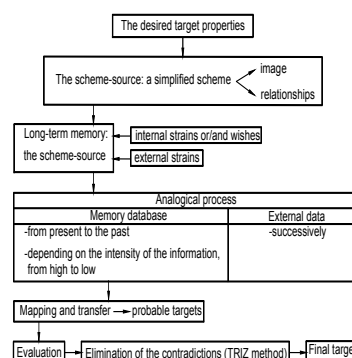 The desired target properties
The scheme-source: a simplified scheme
image
relationships
Long-term memory:
the scheme-source
internal strains or/and wishes
external strains
Analogical process
Memory database
External data
-from present to the past
-depending on the intensity of the information,
from high to low
-successively
Mapping and transfer
probable targets
Evaluation
Elimination of the contradictions (TRIZ method)
Final target